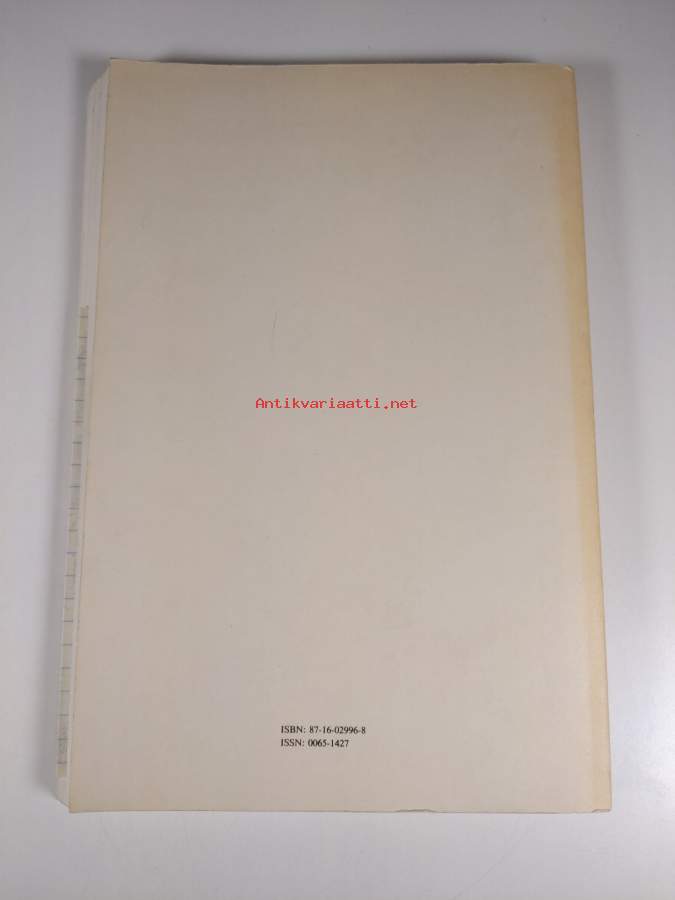 Antikvariaatti.net
ISBN: 87-16-02996-8
ISSN: 0065-1427